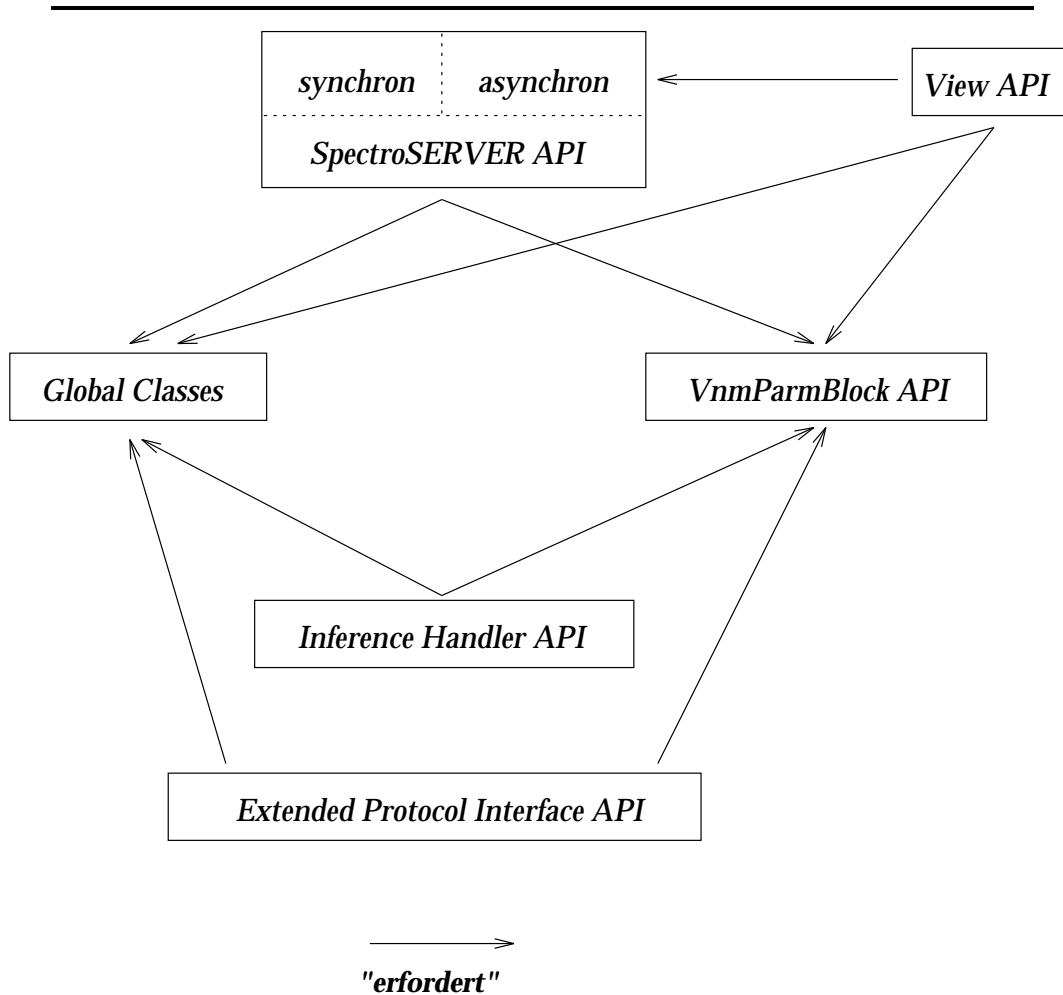 synchron
asynchron
View API
SpectroSERVER API
Global Classes
VnmParmBlock API
Inference Handler API
Extended Protocol Interface API
"erfordert"